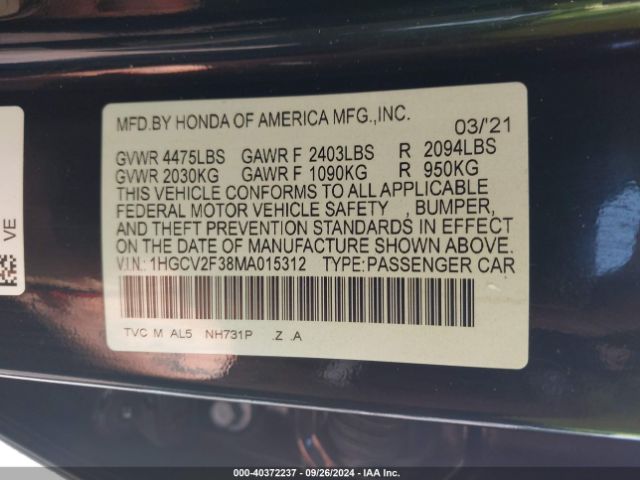 MFD.BY HONDA OF AMERICA MFG.,INC.
03/'21
GVWR 4475LBS GAWR F 2403LBS R 2094LBS
GVWR 2030KG GAWR F 1090KG R 950KG
THIS VEHICLE CONFORMS TO ALL APPLICABLE
FEDERAL MOTOR VEHICLE SAFETY , BUMPER,
AND THEFT PREVENTION STANDARDS IN EFFECT
ON THE DATE OF MANUFACTURE SHOWN ABOVE.
V.I.N.: 1HGCV2F38MA015312 TYPE:PASSENGER CAR
TVC M AL5 NH731P .Z .A
VE
000-40372237 - 09/26/2024 - IAA Inc.